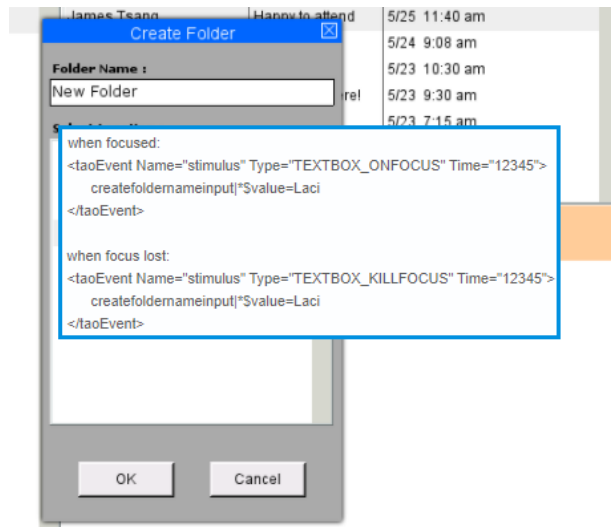 James Tsang Happy to attend 5/25 11:40 am
Create Folder
5/24 9:08 am
Folder Name :
5/23 10:30 am
New Folder
re! 5/23 9:30 am
5/23 7:15 am
when focused:
<taoEvent Name="stimulus" Type="TEXTBOX_ONFOCUS" Time="12345">
createfoldernameinput|*$value=Laci
</taoEvent>
when focus lost:
<taoEvent Name="stimulus" Type="TEXTBOX_KILLFOCUS" Time="12345">
createfoldernameinput|*$value=Laci
</taoEvent>
OK Cancel